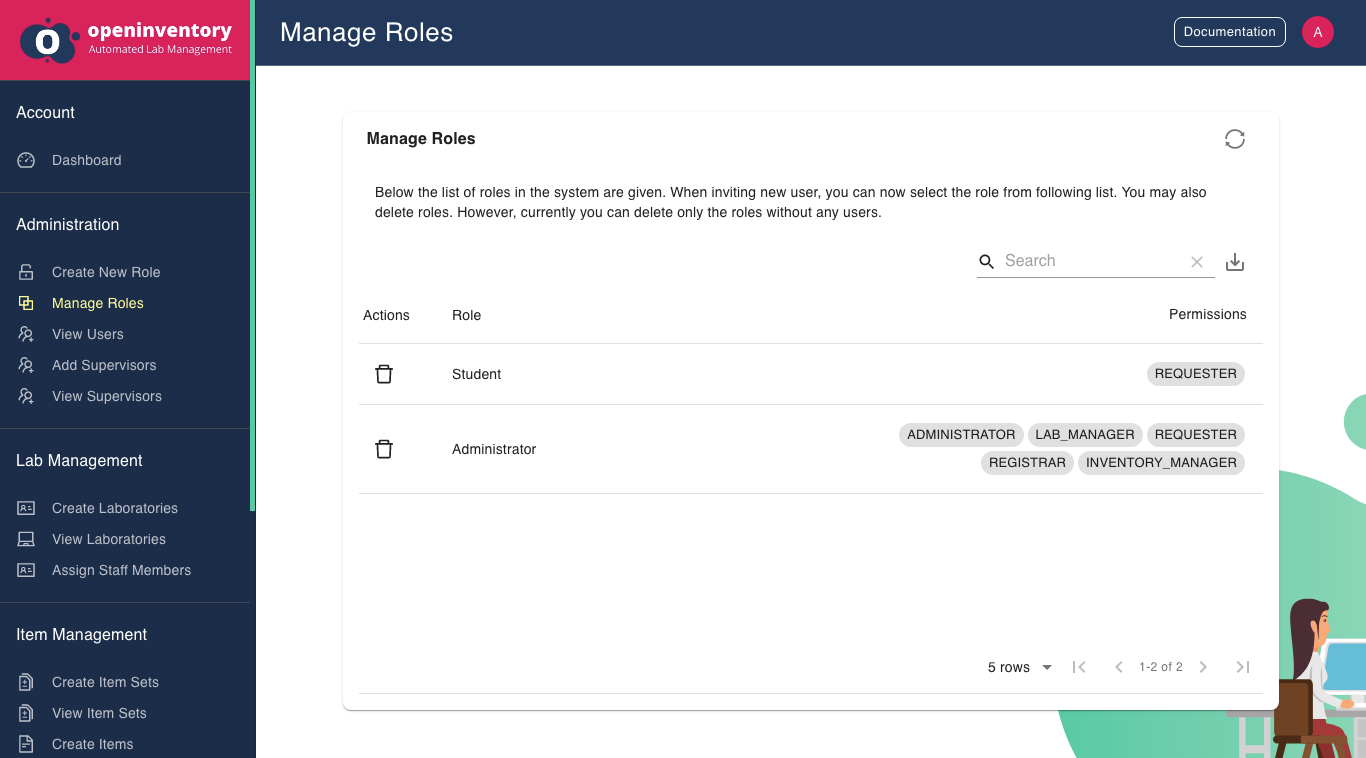 openinventory
Automated Lab Management
Manage Roles
Documentation
A
Account
Dashboard
Administration
Create New Role
Manage Roles
View Users
Add Supervisors
View Supervisors
Lab Management
Create Laboratories
View Laboratories
Assign Staff Members
Item Management
Create Item Sets
View Item Sets
Create Items
Manage Roles
Below the list of roles in the system are given. When inviting new user, you can now select the role from following list. You may also
delete roles. However, currently you can delete only the roles without any users.
Search
Actions Role Permissions
Student REQUESTER
Administrator ADMINISTRATOR LAB_MANAGER REQUESTER
REGISTRAR INVENTORY_MANAGER
5 rows 1-2 of 2